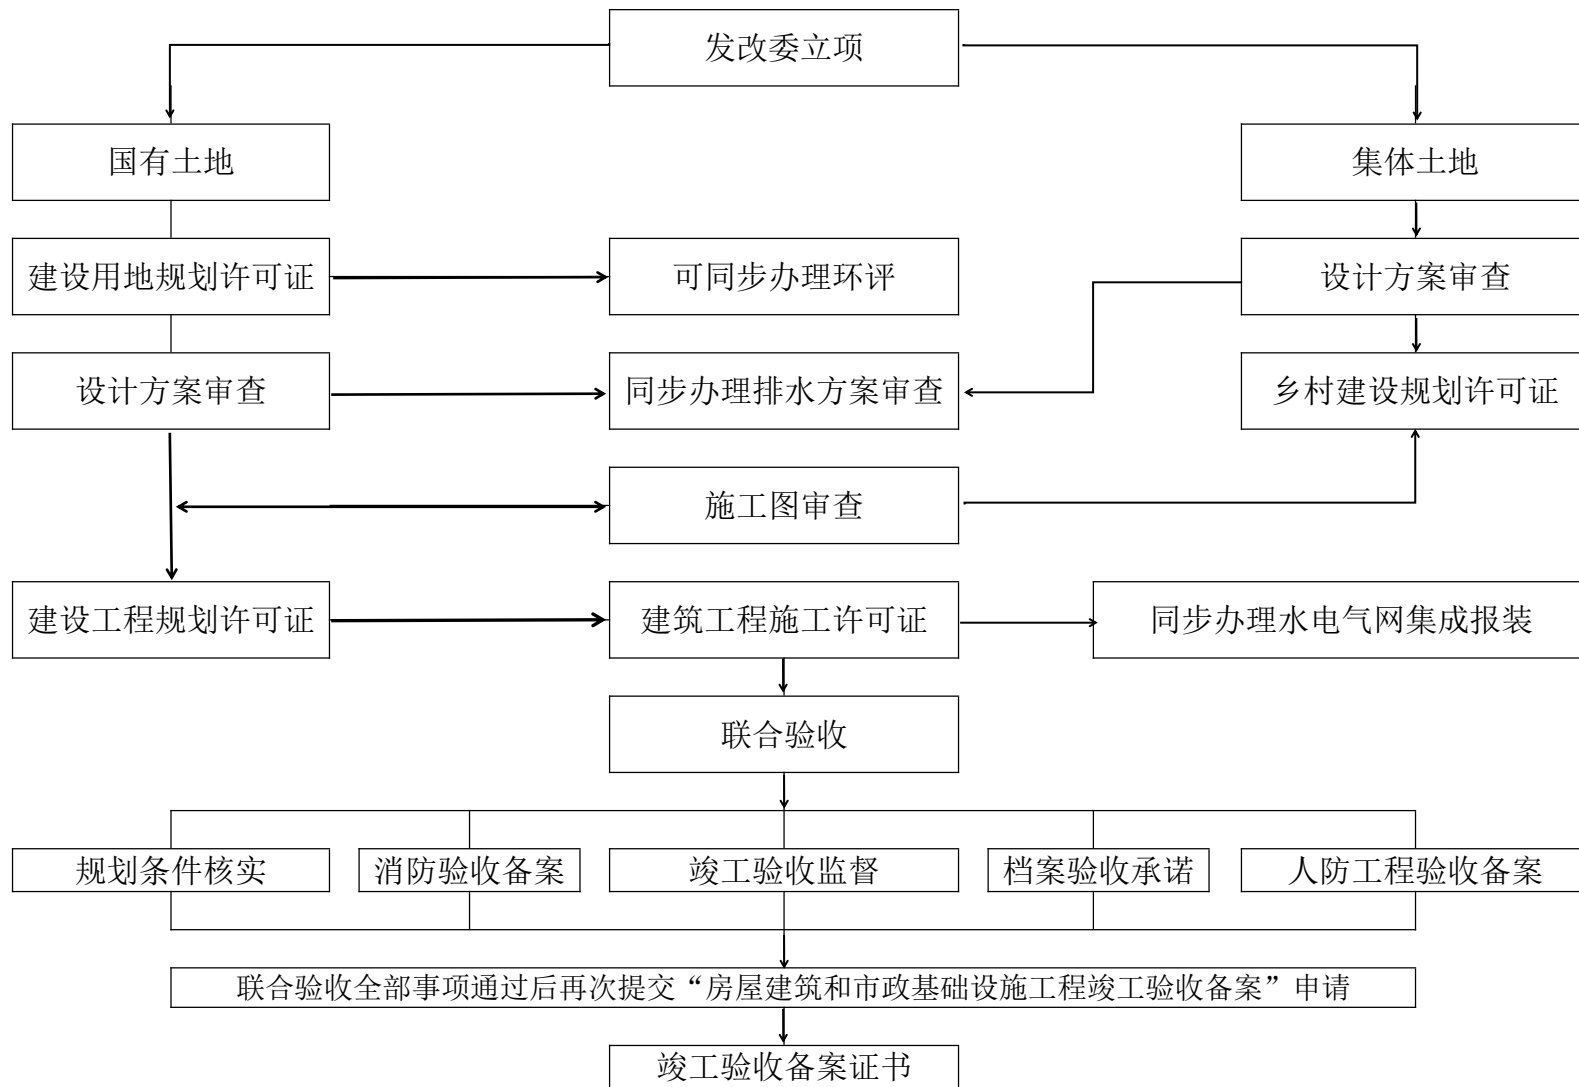 发改委立项
国有土地
集体土地
建设用地规划许可证
可同步办理环评
设计方案审查
设计方案审查
同步办理排水方案审查
乡村建设规划许可证
施工图审查
建设工程规划许可证
建筑工程施工许可证
同步办理水电气网集成报装
联合验收
规划条件核实
消防验收备案
竣工验收监督
档案验收承诺
人防工程验收备案
联合验收全部事项通过后再次提交“房屋建筑和市政基础设施工程竣工验收备案”申请
竣工验收备案证书